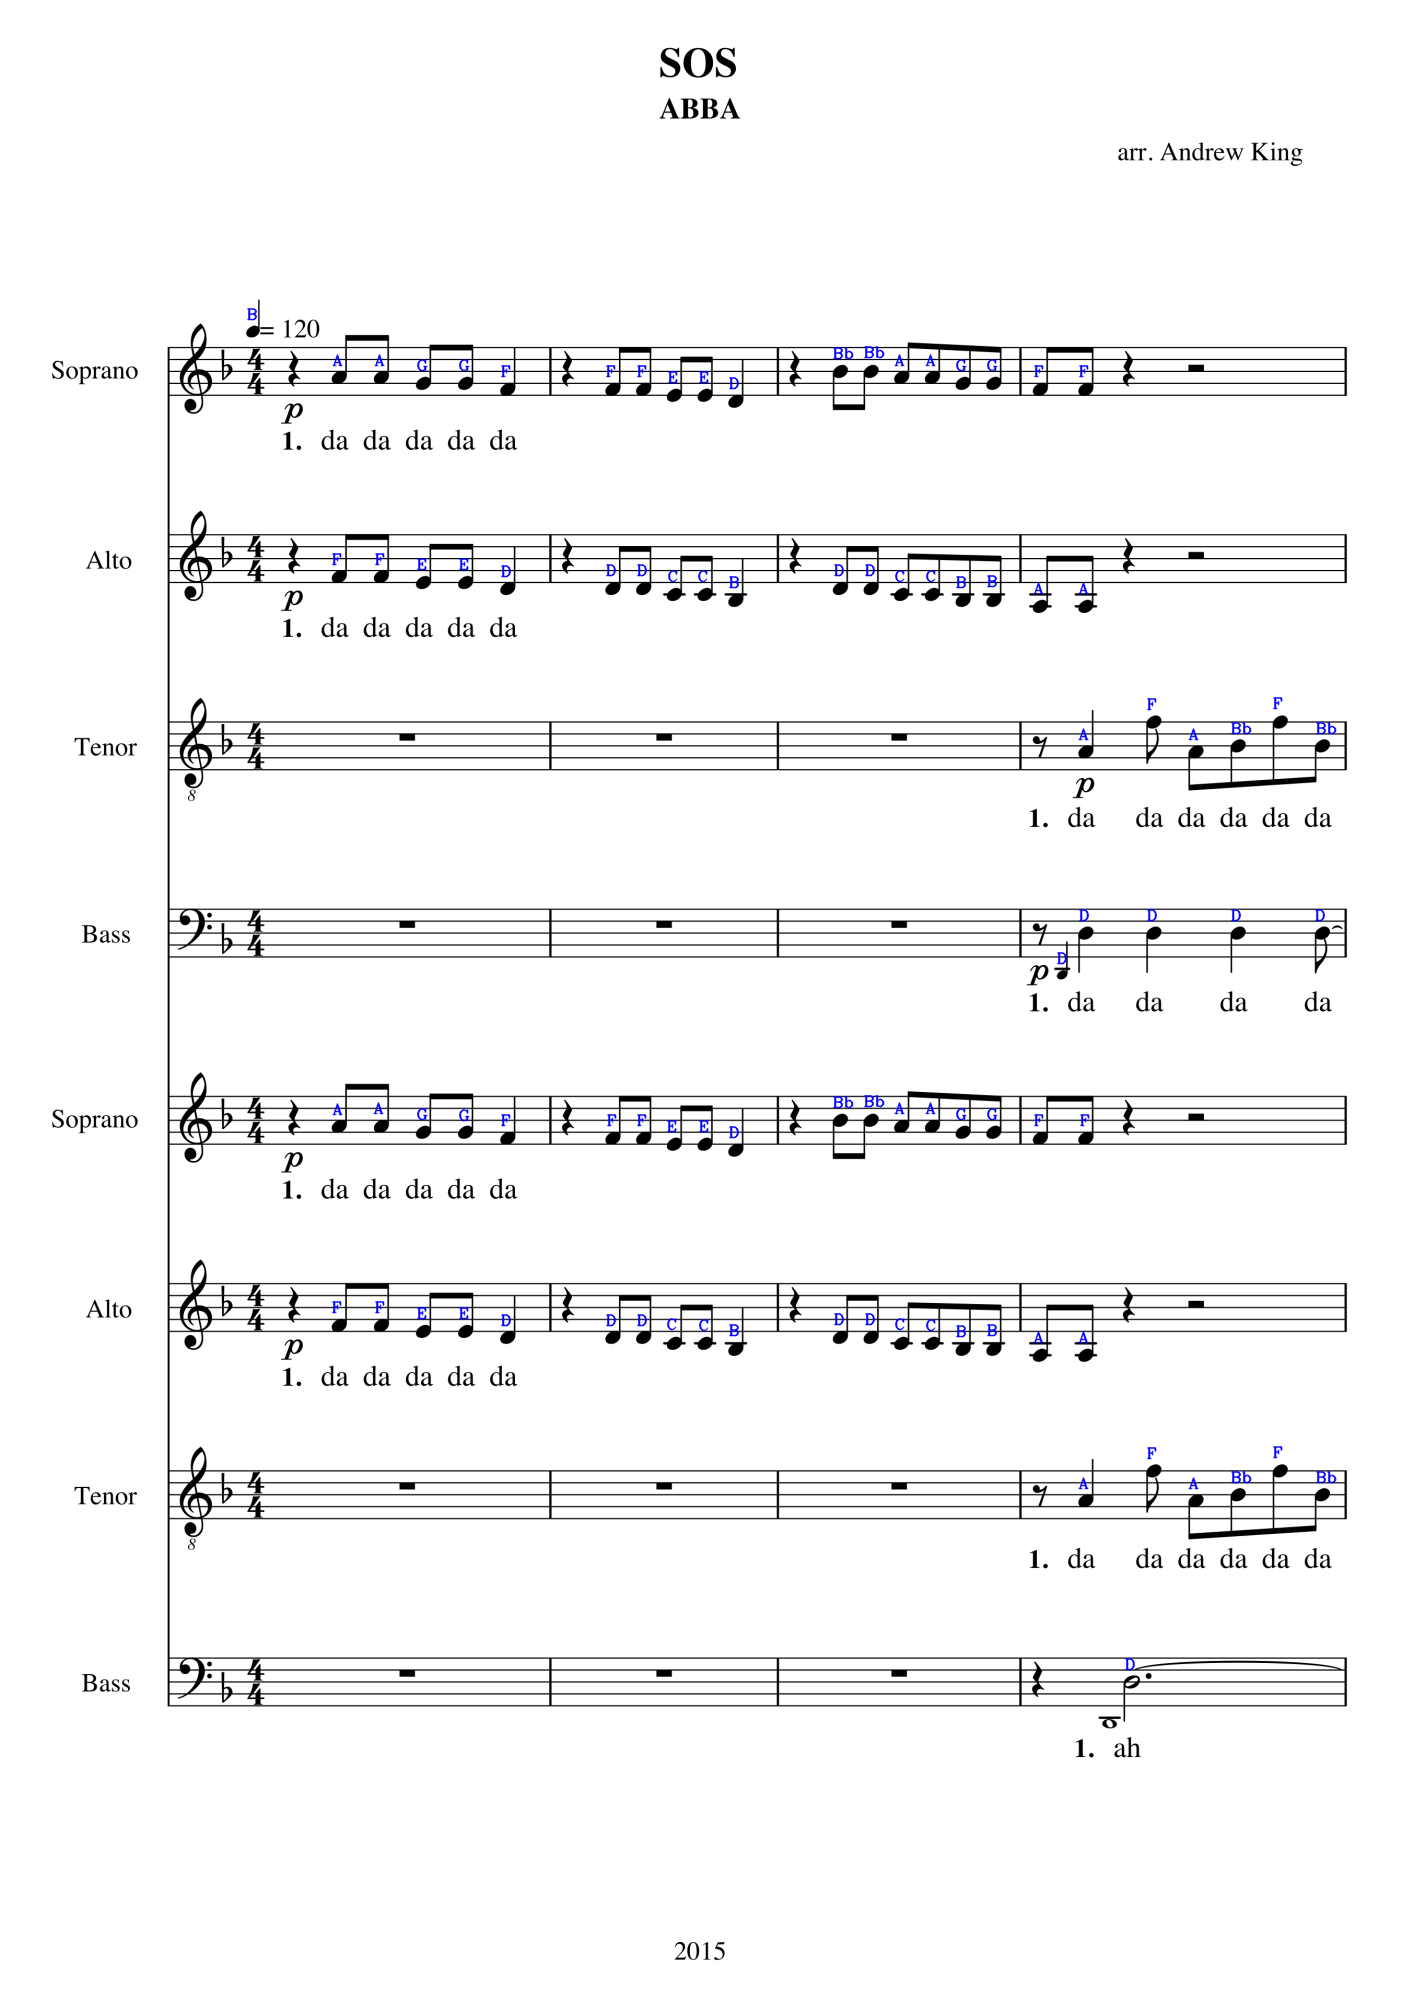 SOS
ABBA
arr. Andrew King
B
= 120
Soprano
A A G G F F F E E D Bb Bb A A G G F F
p
1. da da da da da
Alto
F F E E D D D C C B D D C C B B A A
p
1. da da da da da
Tenor
A F A Bb F Bb
p
8
1. da da da da da da
Bass
D D D D D
p
1. da da da da
Soprano
A A G G F F F E E D Bb Bb A A G G F F
p
1. da da da da da
Alto
F F E E D D D C C B D D C C B B A A
p
1. da da da da da
Tenor
A F A Bb F Bb
8
1. da da da da da da
Bass
D
1. ah
2015